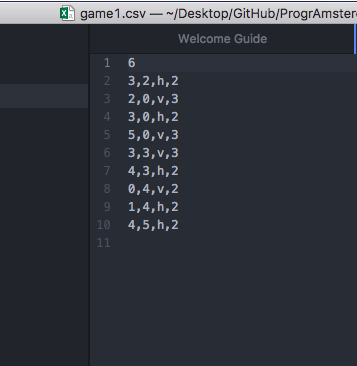 game1.csv — ~/Desktop/GitHub/ProgrAmster
Welcome Guide
1 6
2 3,2,h,2
3 2,0,v,3
4 3,0,h,2
5 5,0,v,3
6 3,3,v,3
7 4,3,h,2
8 0,4,v,2
9 1,4,h,2
10 4,5,h,2
11